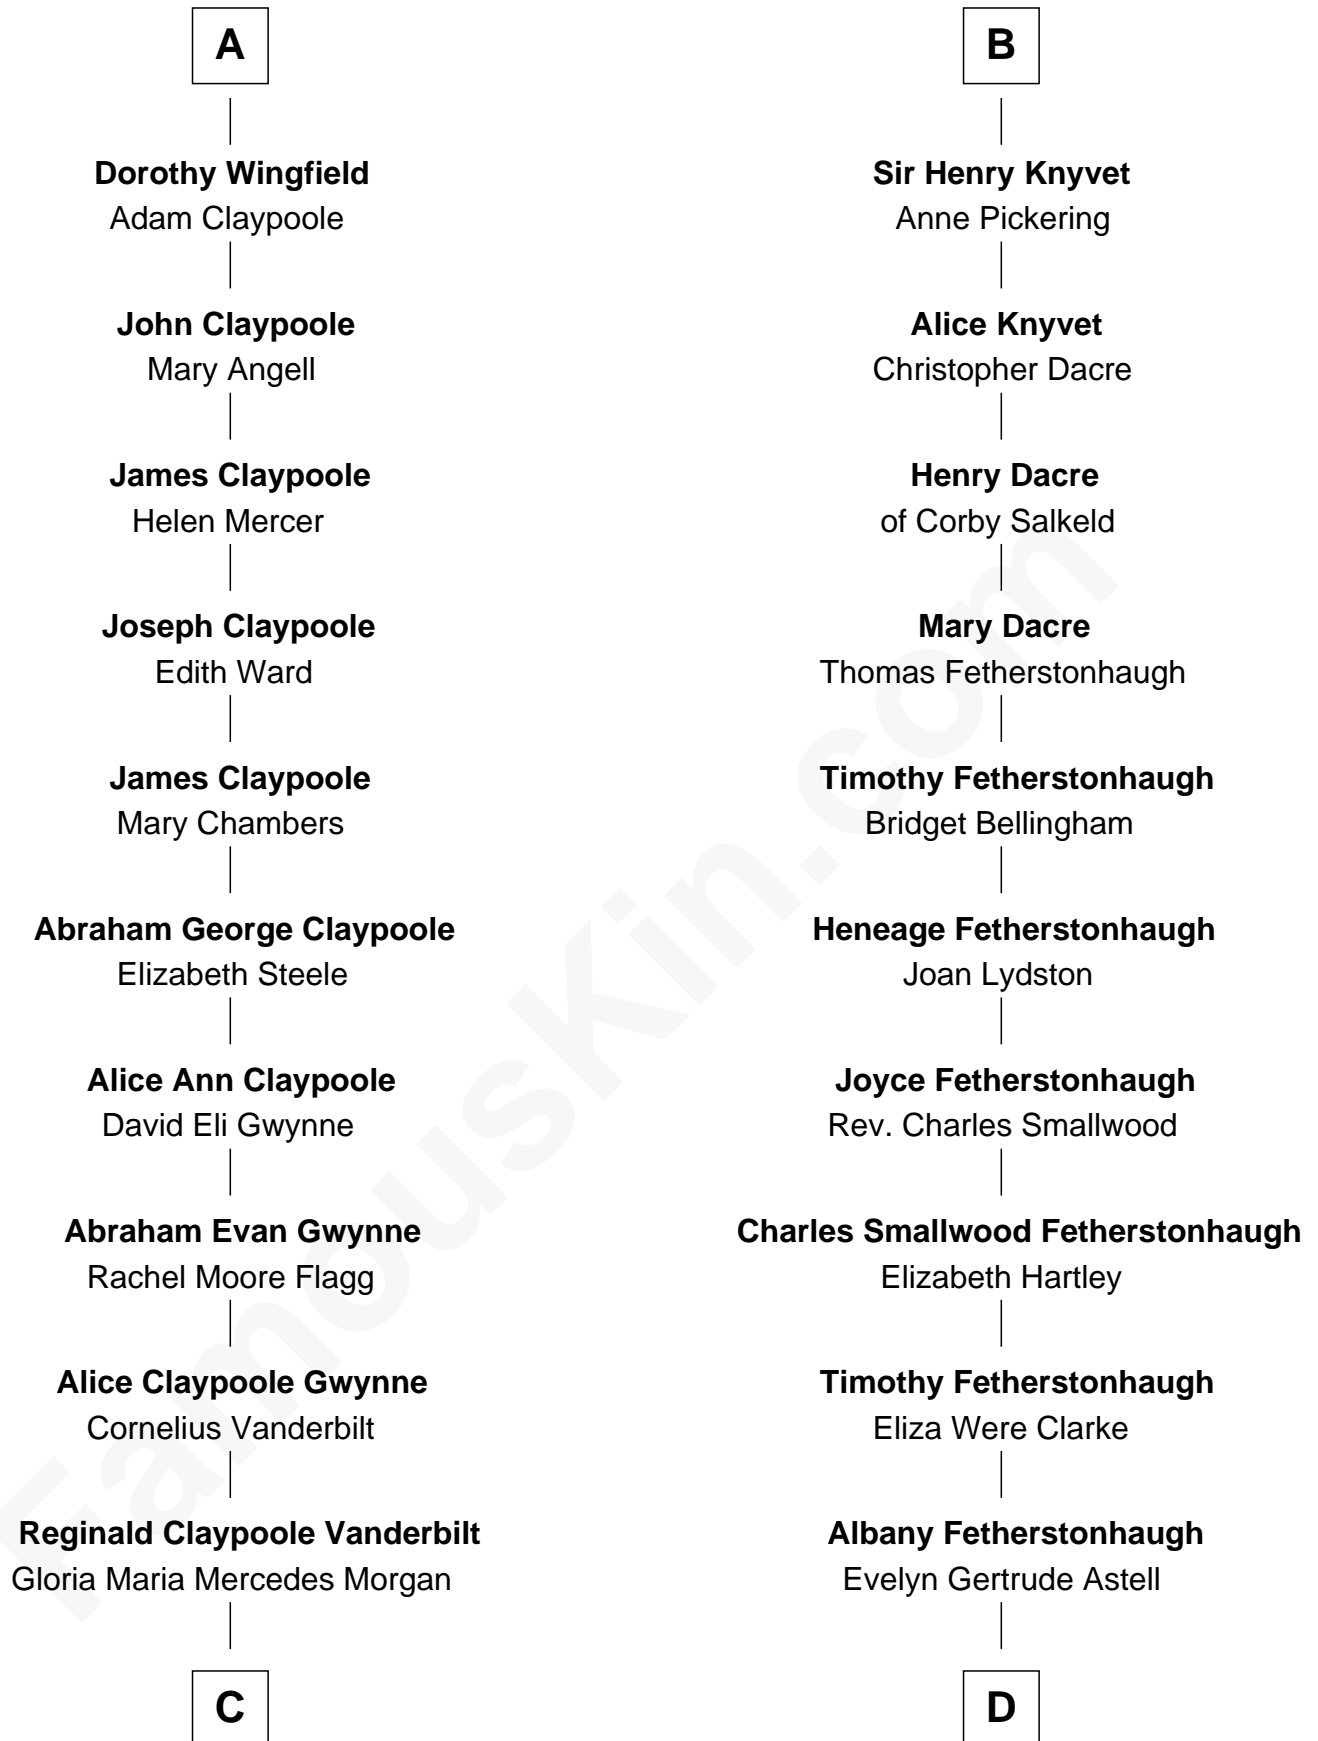 A
Dorothy Wingfield
Adam Claypoole
John Claypoole
Mary Angell
James Claypoole
Helen Mercer
Joseph Claypoole
Edith Ward
James Claypoole
Mary Chambers
Abraham George Claypoole
Elizabeth Steele
Alice Ann Claypoole
David Eli Gwynne
Abraham Evan Gwynne
Rachel Moore Flagg
Alice Claypoole Gwynne
Cornelius Vanderbilt
Reginald Claypoole Vanderbilt
Gloria Maria Mercedes Morgan
C
B
Sir Henry Knyvet
Anne Pickering
Alice Knyvet
Christopher Dacre
Henry Dacre
of Corby Salkeld
Mary Dacre
Thomas Fetherstonhaugh
Timothy Fetherstonhaugh
Bridget Bellingham
Heneage Fetherstonhaugh
Joan Lydston
Joyce Fetherstonhaugh
Rev. Charles Smallwood
Charles Smallwood Fetherstonhaugh
Elizabeth Hartley
Timothy Fetherstonhaugh
Eliza Were Clarke
Albany Fetherstonhaugh
Evelyn Gertrude Astell
D
FamousKin.com